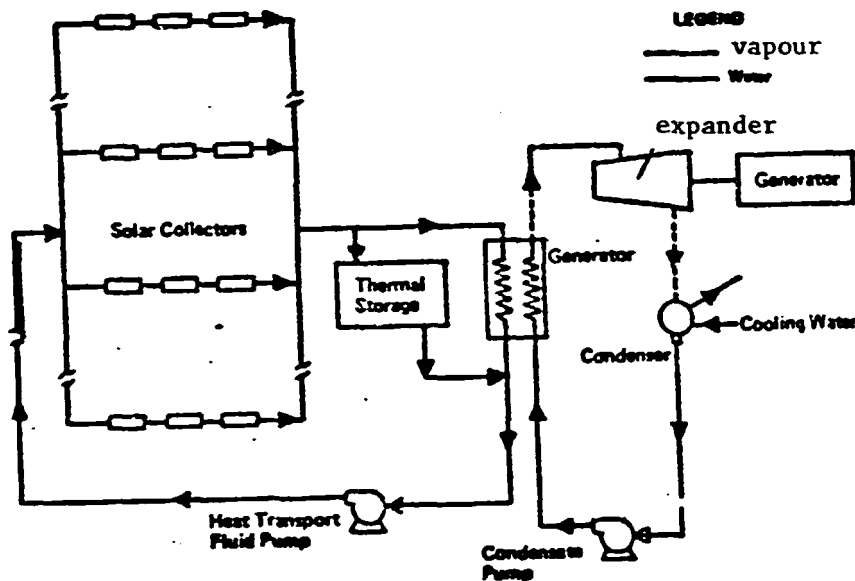 LEGEND
vapour
Water
expander
Generator
Solar Collectors
Generator
Thermal
Storage
Cooling Water
Condenser
Heat Transport
Fluid Pump
Condensate
Pump